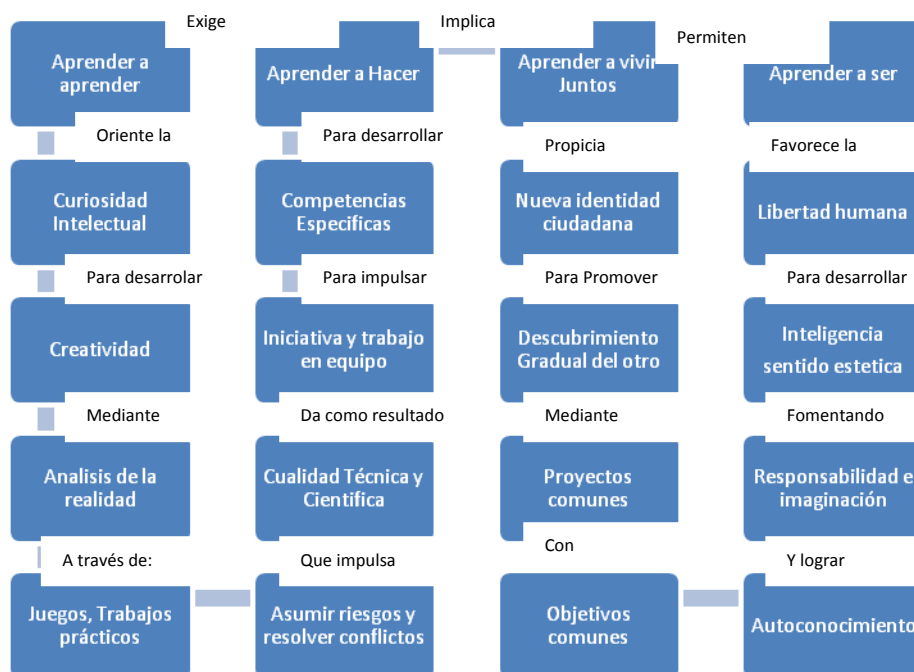 Exige
Implica
Permiten
Aprender a
aprender
Aprender a Hacer
Aprender a vivir
Juntos
Aprender a ser
Oriente la
Para desarrollar
Propicia
Favorece la
Curiosidad
Intelectual
Competencias
Especificas
Nueva identidad
ciudadana
Libertad humana
Para desarrolar
Para impulsar
Para Promover
Para desarrollar
Creatividad
Iniciativa y trabajo
en equipo
Descubrimiento
Gradual del otro
Inteligencia
sentido estetica
Mediante
Da como resultado
Mediante
Fomentando
Analisis de la
realidad
Cualidad Técnica y
Cientifica
Proyectos
comunes
Responsabilidad e
imaginación
A través de:
Que impulsa
Con
Y lograr
Juegos, Trabajos
prácticos
Asumir riesgos y
resolver conflictos
Objetivos
comunes
Autoconocimiento